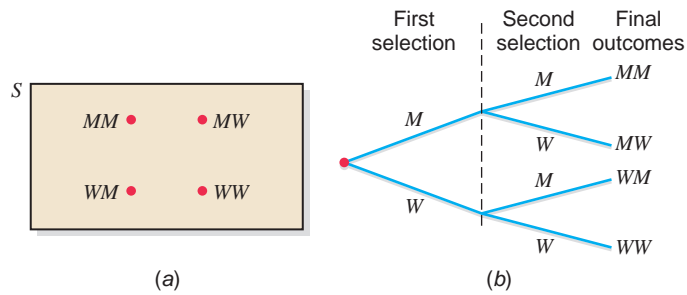 S
MM MW
WM WW
(a)
First selection
Second selection
Final outcomes
M
W
M
W
M
W
MM
MW
WM
WW
(b)